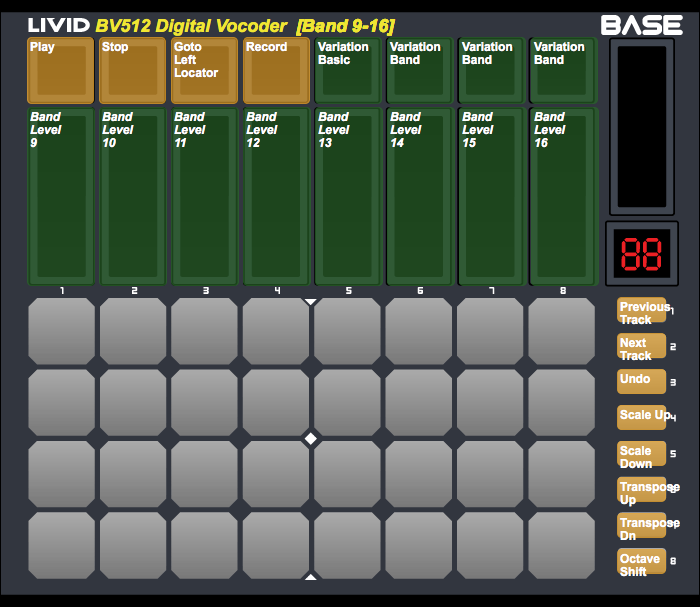 LIVID BV512 Digital Vocoder [Band 9-16] BASE
Play Stop Goto Left Locator Record Variation Basic Variation Band Variation Band Variation Band
Band Level 9 Band Level 10 Band Level 11 Band Level 12 Band Level 13 Band Level 14 Band Level 15 Band Level 16
88
1 2 3 4 5 6 7 8
Previous Track 1
Next Track 2
Undo 3
Scale Up 4
Scale Down 5
Transpose Up 6
Transpose Dn 7
Octave Shift 8